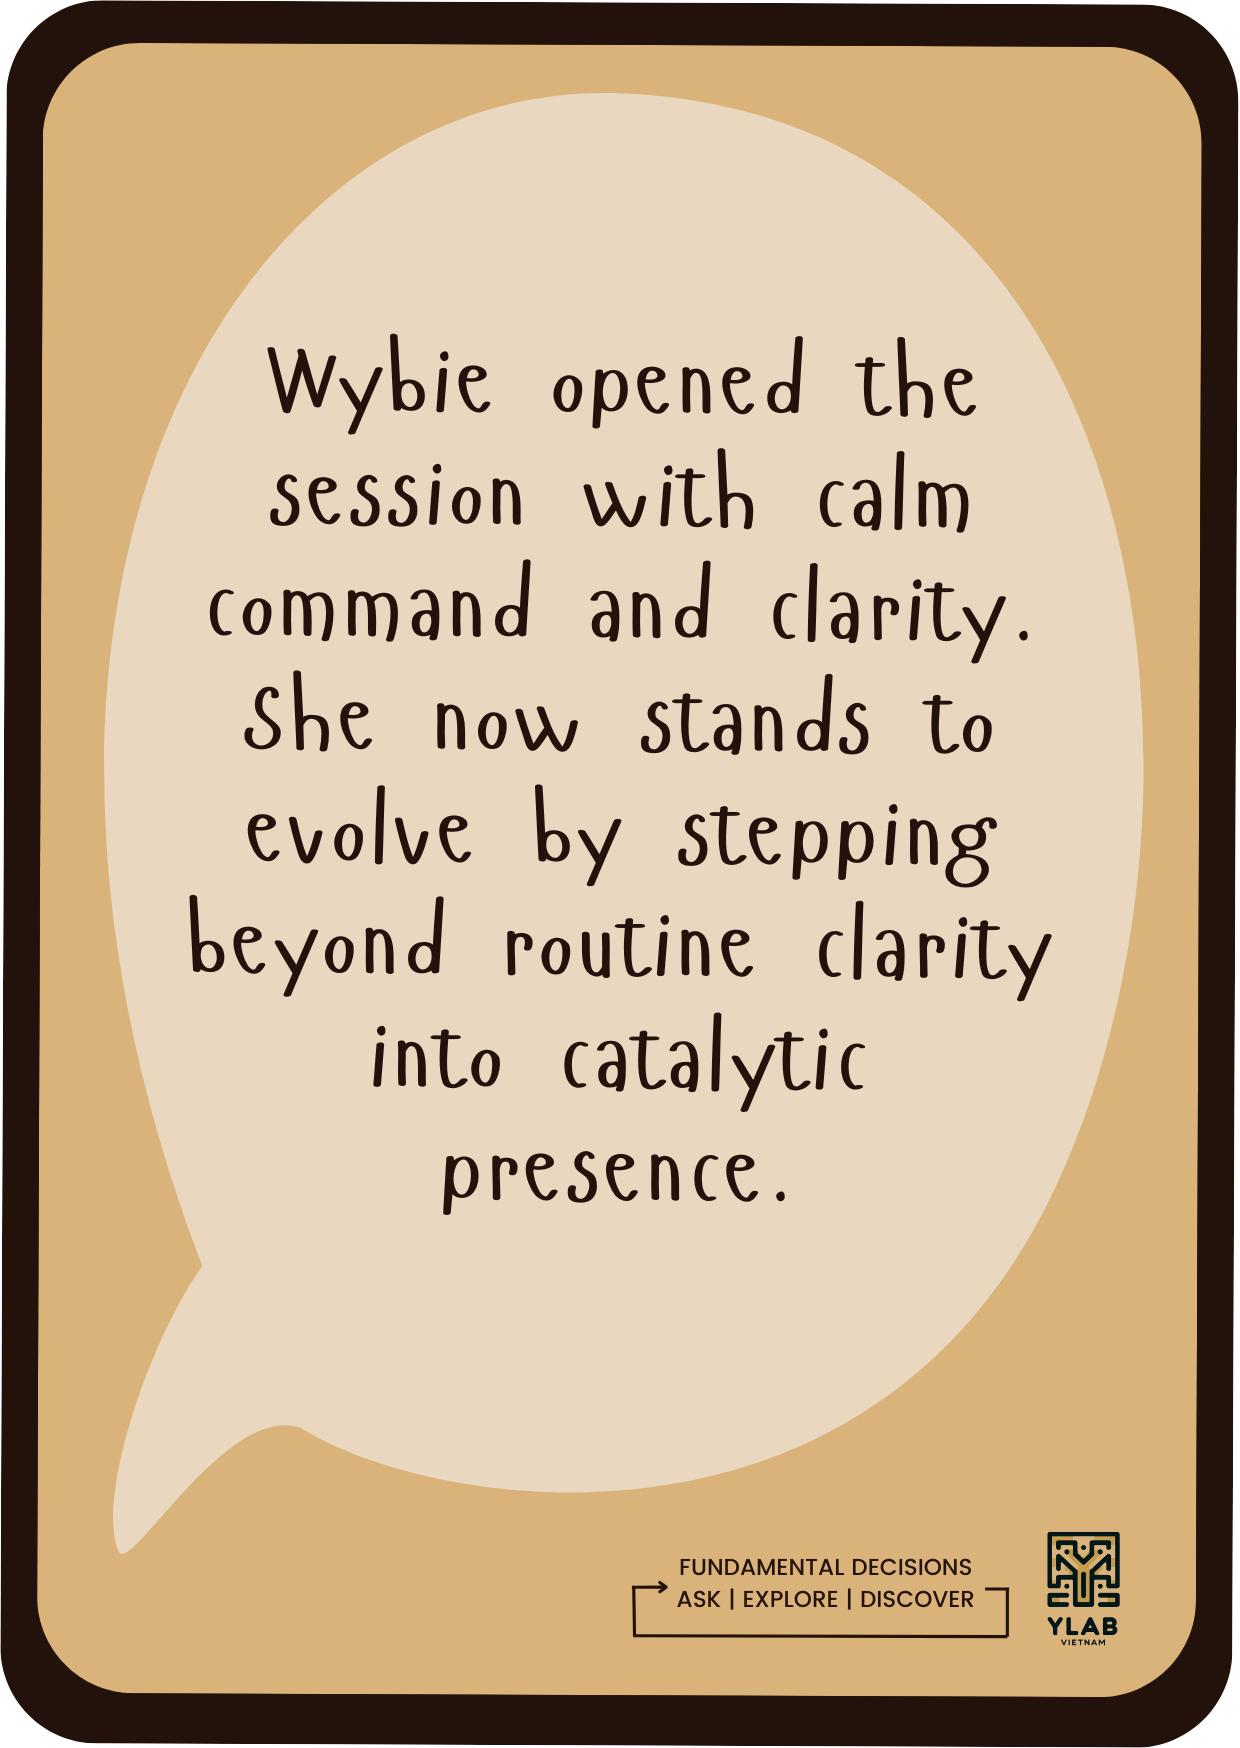 Wybie opened the
session with calm
command and clarity.
She now stands to
evolve by stepping
beyond routine clarity
into catalytic
presence.
FUNDAMENTAL DECISIONS
ASK | EXPLORE | DISCOVER
YLAB
VIETNAM